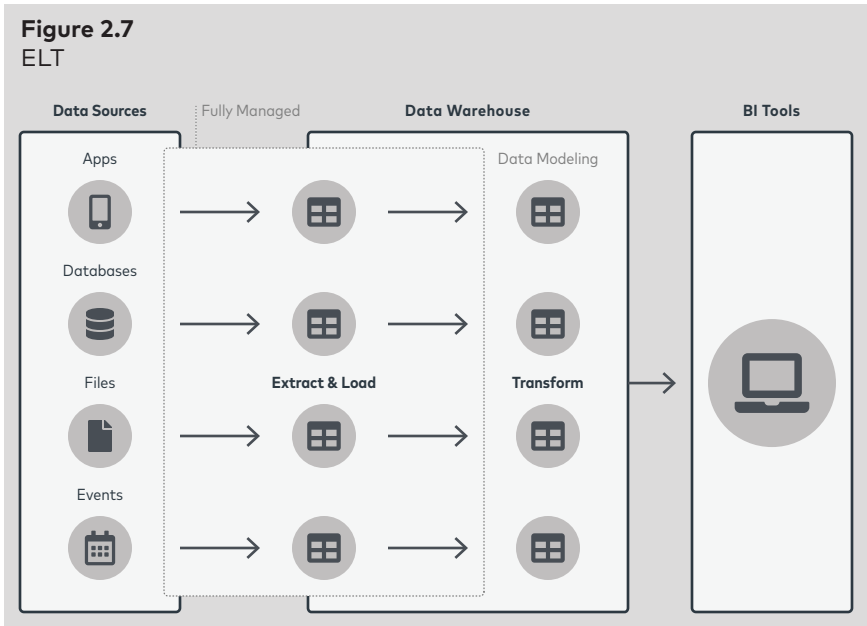 Figure 2.7
ELT
Data Sources
Fully Managed
Data Warehouse
BI Tools
Apps
Data Modeling
Databases
Files
Extract & Load
Transform
Events